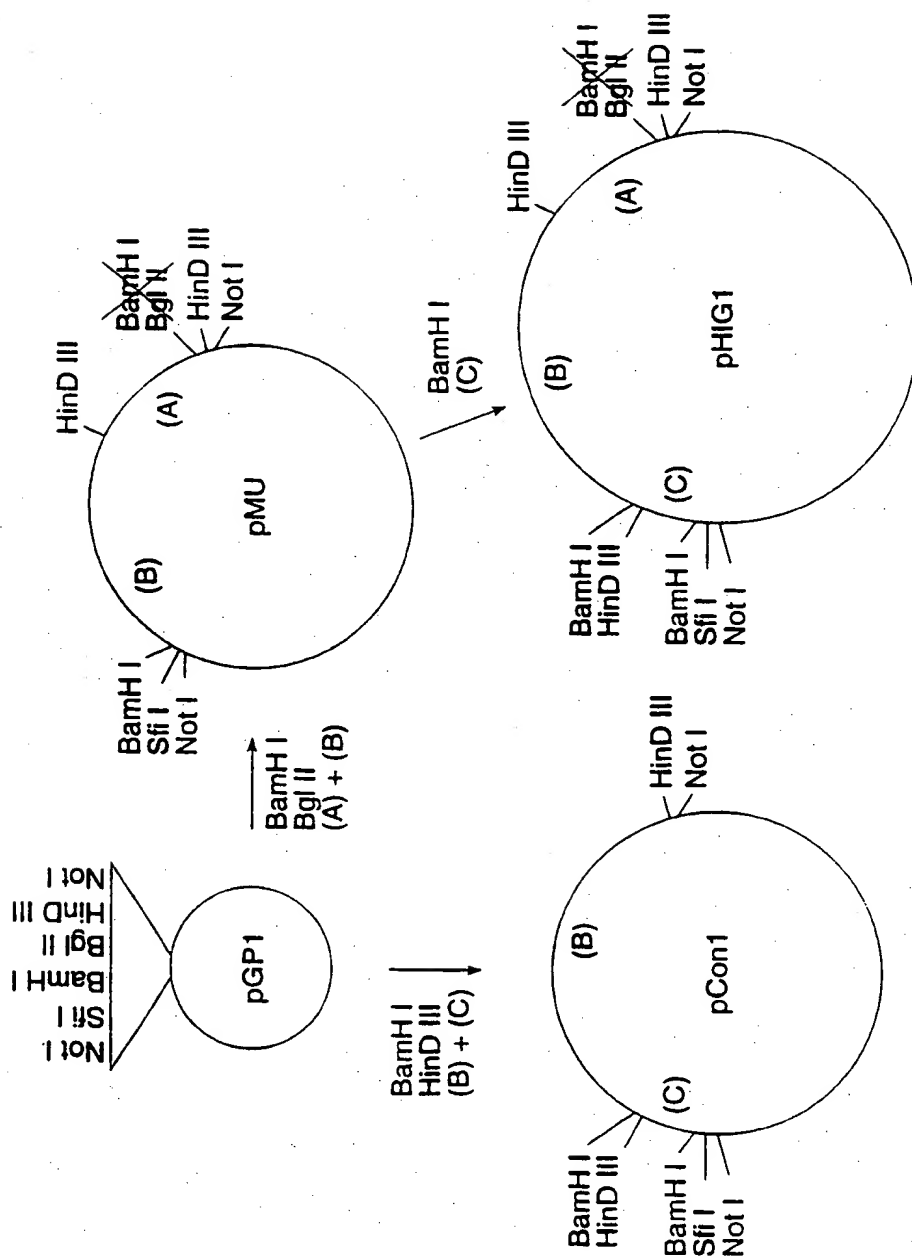 Not I
Sfi I
BamH I
Bgl II
HinD III
Not I
pGP1
BamH I
Bgl II
(A) + (B)
BamH I
Sfi I
Not I
(B)
pMU
(A)
HinD III
BamH I
Bgl II
HinD III
Not I
BamH I
HinD III
(B) + (C)
BamH I
(C)
BamH I
HinD III
BamH I
Sfi I
Not I
(C)
(B)
pCon1
HinD III
Not I
BamH I
HinD III
BamH I
Sfi I
Not I
(C)
(B)
pHIG1
(A)
HinD III
BamH I
Bgl II
HinD III
Not I